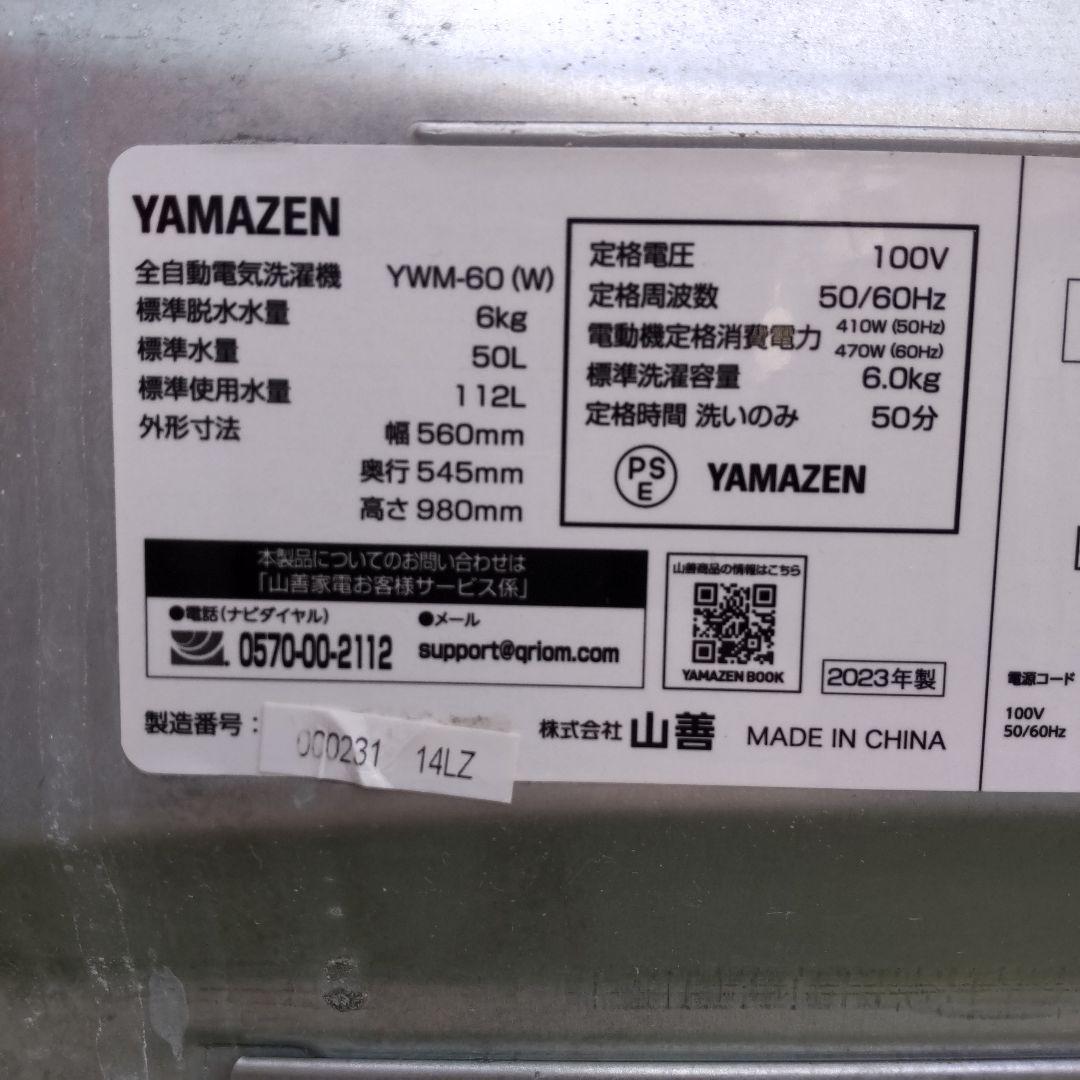 YAMAZEN
全自動電気洗濯機 YWM-60 (W)
標準脱水水量 6kg
標準水量 50L
標準使用水量 112L
外形寸法 幅 560mm
奥行 545mm
高さ 980mm
定格電圧 100V
定格周波数 50/60Hz
電動機定格消費電力 410W (50Hz)
470W (60Hz)
標準洗濯容量 6.0kg
定格時間 洗いのみ 50分
PS
E
YAMAZEN
本製品についてのお問い合わせは
「山善家電お客様サービス係」
●電話(ナビダイヤル)
0570-00-2112
●メール
support@qriom.com
山善商品の情報はこちら
YAMAZEN BOOK
2023年製
製造番号: 000231 14LZ
株式会社 山善 MADE IN CHINA
電源コード
100V
50/60Hz